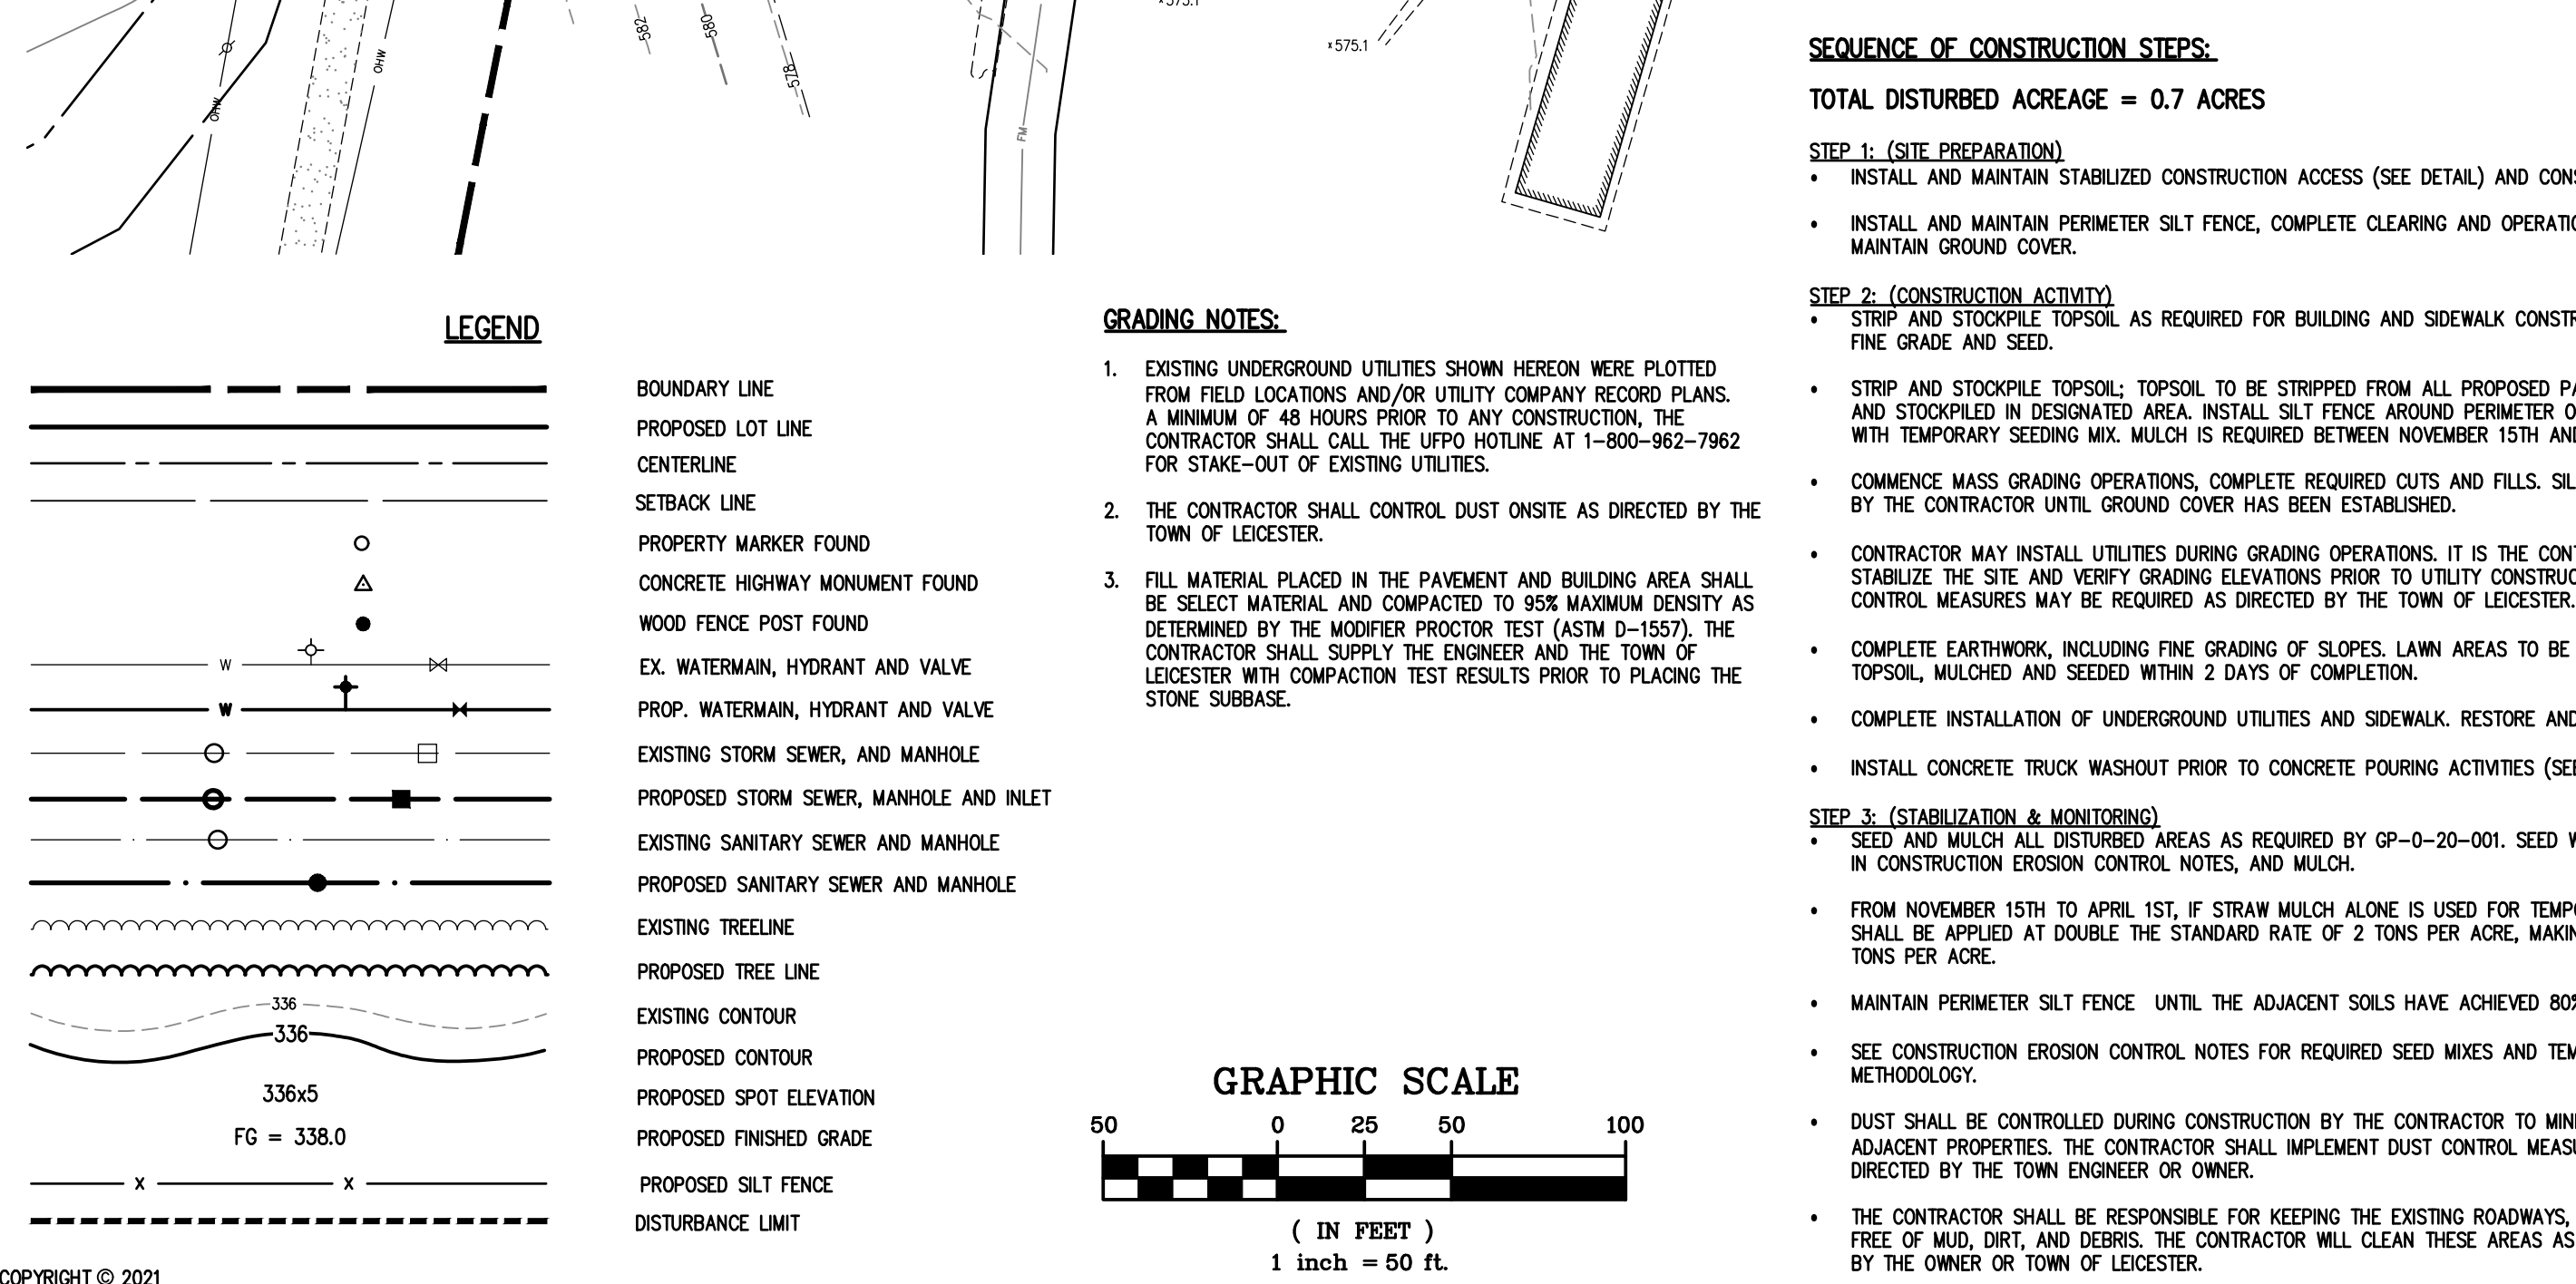 575.1
582
580
578
x575.1
OHW
OHW
FM
LEGEND
BOUNDARY LINE
PROPOSED LOT LINE
CENTERLINE
SETBACK LINE
PROPERTY MARKER FOUND
CONCRETE HIGHWAY MONUMENT FOUND
WOOD FENCE POST FOUND
W
EX. WATERMAIN, HYDRANT AND VALVE
W
PROP. WATERMAIN, HYDRANT AND VALVE
EXISTING STORM SEWER, AND MANHOLE
PROPOSED STORM SEWER, MANHOLE AND INLET
EXISTING SANITARY SEWER AND MANHOLE
PROPOSED SANITARY SEWER AND MANHOLE
EXISTING TREELINE
PROPOSED TREE LINE
336
EXISTING CONTOUR
336
PROPOSED CONTOUR
336x5
PROPOSED SPOT ELEVATION
FG = 338.0
PROPOSED FINISHED GRADE
x x
PROPOSED SILT FENCE
DISTURBANCE LIMIT
COPYRIGHT © 2021
GRADING NOTES:
1. EXISTING UNDERGROUND UTILITIES SHOWN HEREON WERE PLOTTED
FROM FIELD LOCATIONS AND/OR UTILITY COMPANY RECORD PLANS.
A MINIMUM OF 48 HOURS PRIOR TO ANY CONSTRUCTION, THE
CONTRACTOR SHALL CALL THE UFPO HOTLINE AT 1-800-962-7962
FOR STAKE-OUT OF EXISTING UTILITIES.
2. THE CONTRACTOR SHALL CONTROL DUST ONSITE AS DIRECTED BY THE
TOWN OF LEICESTER.
3. FILL MATERIAL PLACED IN THE PAVEMENT AND BUILDING AREA SHALL
BE SELECT MATERIAL AND COMPACTED TO 95% MAXIMUM DENSITY AS
DETERMINED BY THE MODIFIER PROCTOR TEST (ASTM D-1557). THE
CONTRACTOR SHALL SUPPLY THE ENGINEER AND THE TOWN OF
LEICESTER WITH COMPACTION TEST RESULTS PRIOR TO PLACING THE
STONE SUBBASE.
GRAPHIC SCALE
50 0 25 50 100
( IN FEET )
1 inch = 50 ft.
SEQUENCE OF CONSTRUCTION STEPS:
TOTAL DISTURBED ACREAGE = 0.7 ACRES
STEP 1: (SITE PREPARATION)
• INSTALL AND MAINTAIN STABILIZED CONSTRUCTION ACCESS (SEE DETAIL) AND
• INSTALL AND MAINTAIN PERIMETER SILT FENCE, COMPLETE CLEARING AND
MAINTAIN GROUND COVER.
STEP 2: (CONSTRUCTION ACTIVITY)
• STRIP AND STOCKPILE TOPSOIL AS REQUIRED FOR BUILDING AND SIDEWALK
FINE GRADE AND SEED.
• STRIP AND STOCKPILE TOPSOIL; TOPSOIL TO BE STRIPPED FROM ALL PROPOSED
AND STOCKPILED IN DESIGNATED AREA. INSTALL SILT FENCE AROUND PERIMETER
WITH TEMPORARY SEEDING MIX. MULCH IS REQUIRED BETWEEN NOVEMBER 15TH
• COMMENCE MASS GRADING OPERATIONS, COMPLETE REQUIRED CUTS AND FILLS.
BY THE CONTRACTOR UNTIL GROUND COVER HAS BEEN ESTABLISHED.
• CONTRACTOR MAY INSTALL UTILITIES DURING GRADING OPERATIONS. IT IS THE
STABILIZE THE SITE AND VERIFY GRADING ELEVATIONS PRIOR TO UTILITY
CONTROL MEASURES MAY BE REQUIRED AS DIRECTED BY THE TOWN OF LEICESTER.
• COMPLETE EARTHWORK, INCLUDING FINE GRADING OF SLOPES. LAWN AREAS TO BE
TOPSOIL, MULCHED AND SEEDED WITHIN 2 DAYS OF COMPLETION.
• COMPLETE INSTALLATION OF UNDERGROUND UTILITIES AND SIDEWALK. RESTORE
• INSTALL CONCRETE TRUCK WASHOUT PRIOR TO CONCRETE POURING ACTIVITIES
STEP 3: (STABILIZATION & MONITORING)
• SEED AND MULCH ALL DISTURBED AREAS AS REQUIRED BY GP-0-20-001. SEED
IN CONSTRUCTION EROSION CONTROL NOTES, AND MULCH.
• FROM NOVEMBER 15TH TO APRIL 1ST, IF STRAW MULCH ALONE IS USED FOR
SHALL BE APPLIED AT DOUBLE THE STANDARD RATE OF 2 TONS PER ACRE,
TONS PER ACRE.
• MAINTAIN PERIMETER SILT FENCE UNTIL THE ADJACENT SOILS HAVE ACHIEVED
• SEE CONSTRUCTION EROSION CONTROL NOTES FOR REQUIRED SEED MIXES AND
METHODOLOGY.
• DUST SHALL BE CONTROLLED DURING CONSTRUCTION BY THE CONTRACTOR TO
ADJACENT PROPERTIES. THE CONTRACTOR SHALL IMPLEMENT DUST CONTROL
DIRECTED BY THE TOWN ENGINEER OR OWNER.
• THE CONTRACTOR SHALL BE RESPONSIBLE FOR KEEPING THE EXISTING ROADWAYS,
FREE OF MUD, DIRT, AND DEBRIS. THE CONTRACTOR WILL CLEAN THESE AREAS AS
BY THE OWNER OR TOWN OF LEICESTER.